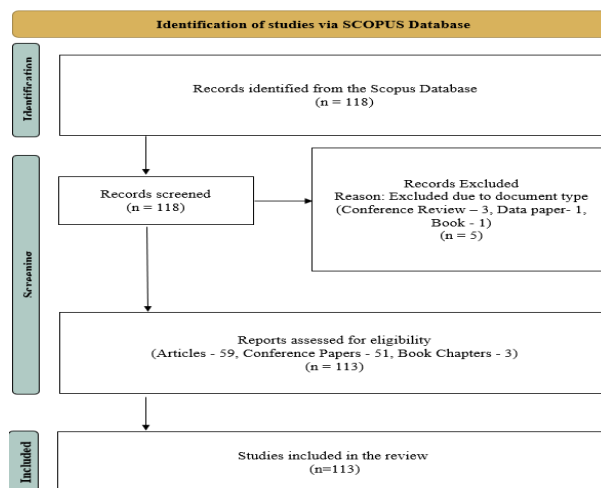 Identification of studies via SCOPUS Database
Identification
Records identified from the Scopus Database
(n = 118)
Screening
Records screened
(n = 118)
Records Excluded
Reason: Excluded due to document type
(Conference Review – 3, Data paper- 1,
Book - 1)
(n = 5)
Reports assessed for eligibility
(Articles - 59, Conference Papers - 51, Book Chapters - 3)
(n = 113)
Included
Studies included in the review
(n=113)